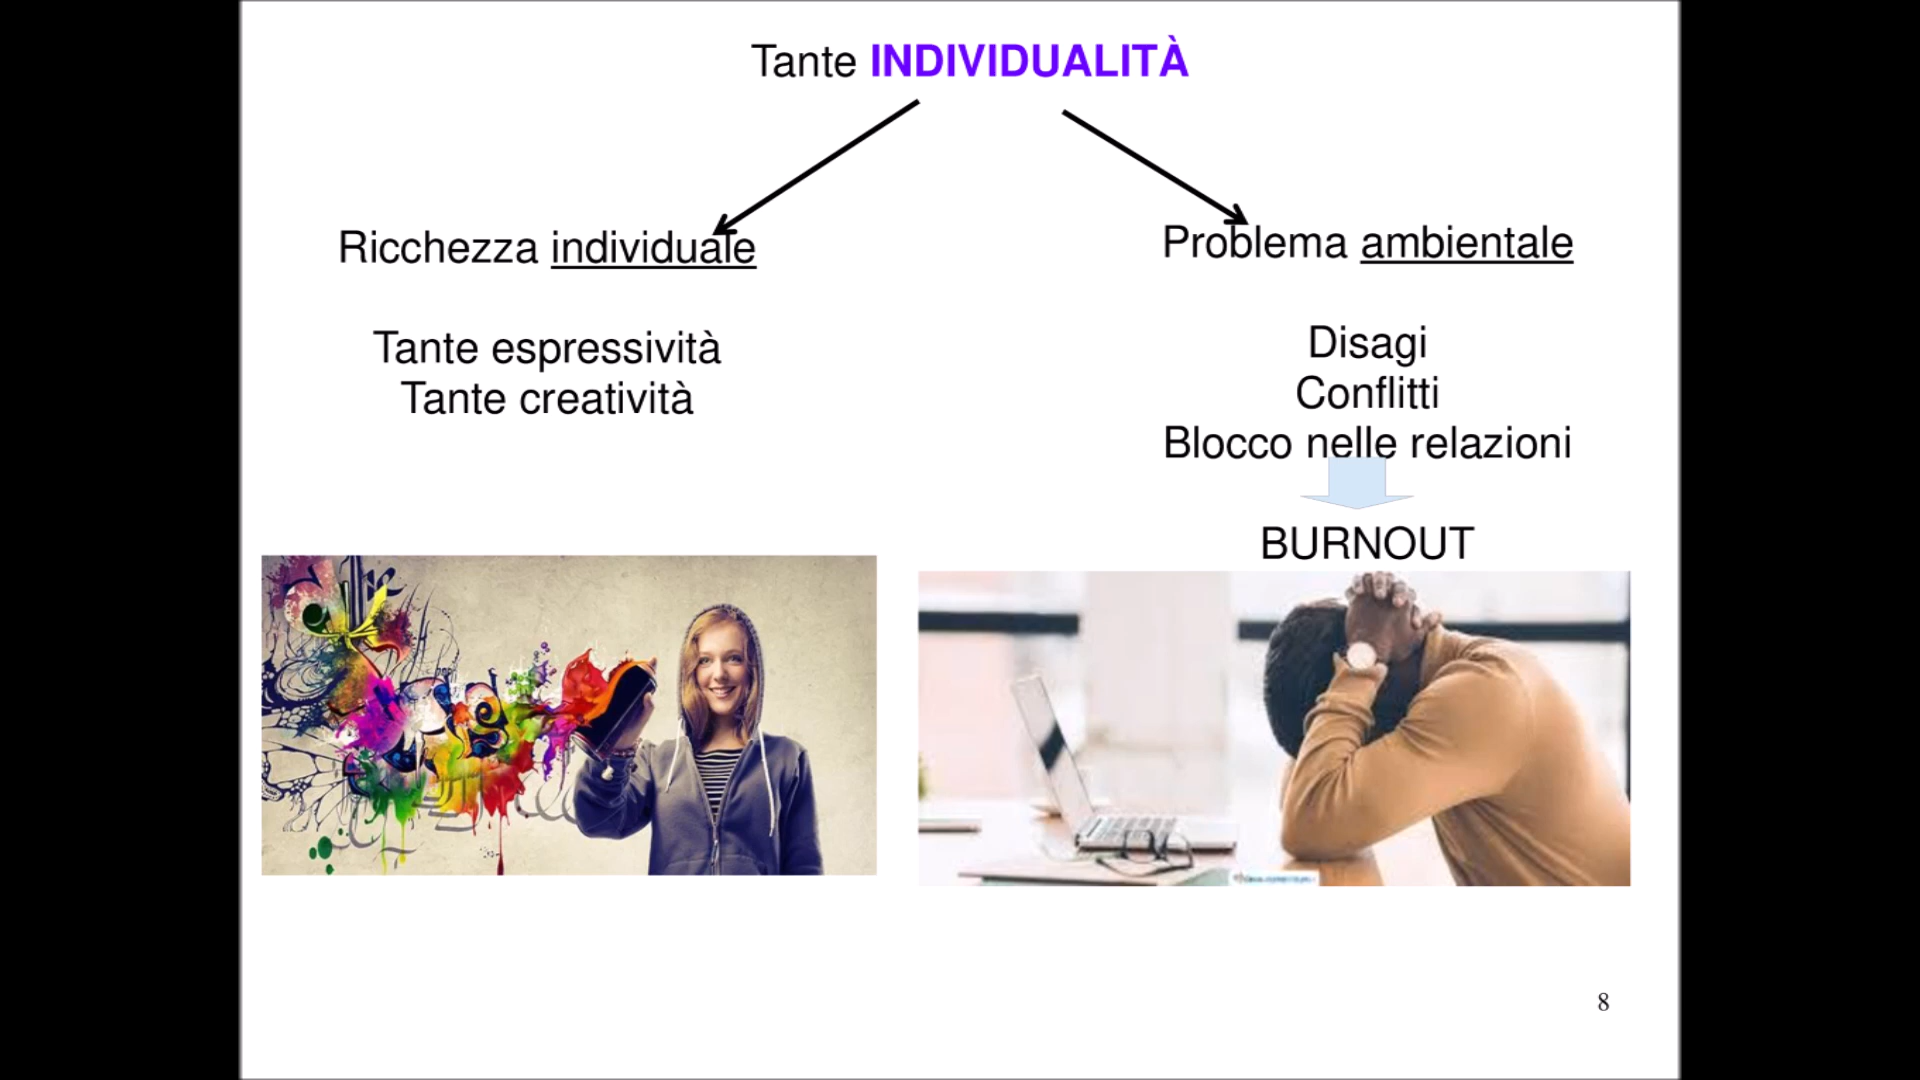 Tante INDIVIDUALITÀ
Ricchezza individuale
Tante espressività
Tante creatività
Problema ambientale
Disagi
Conflitti
Blocco nelle relazioni
BURNOUT
8